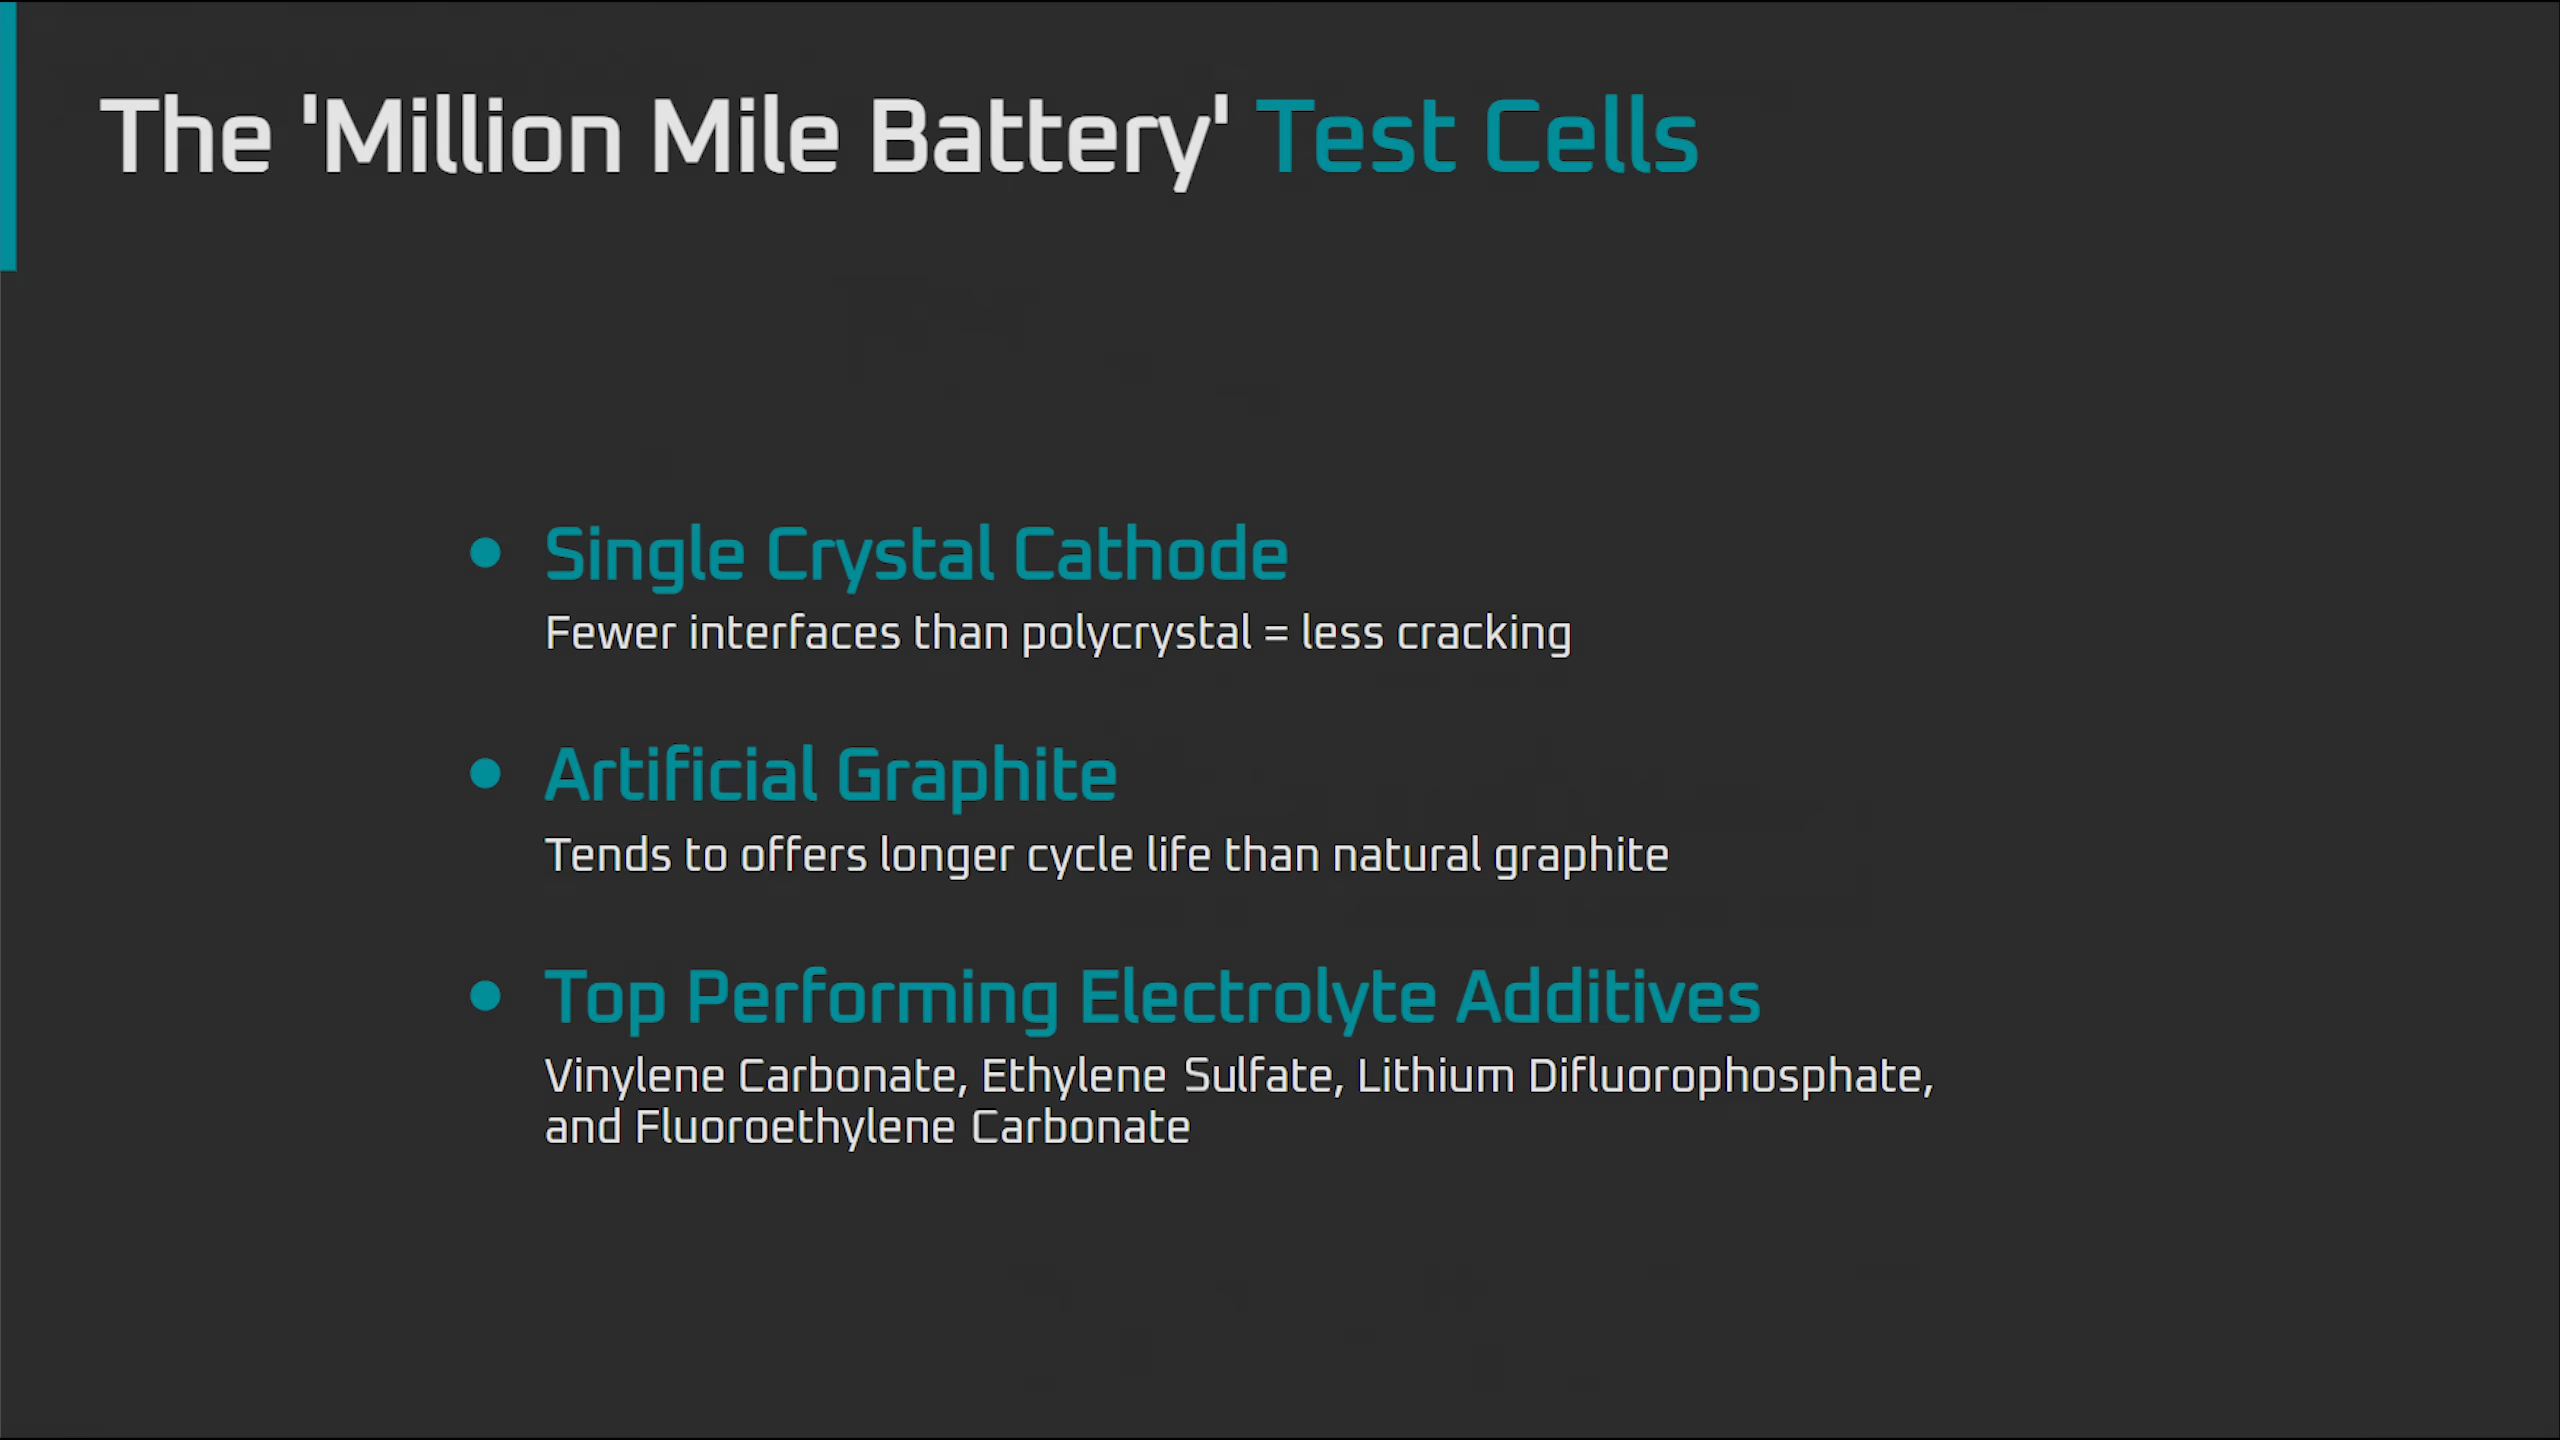 The 'Million Mile Battery' Test Cells
Single Crystal Cathode
Fewer interfaces than polycrystal = less cracking
Artificial Graphite
Tends to offers longer cycle life than natural graphite
Top Performing Electrolyte Additives
Vinylene Carbonate, Ethylene Sulfate, Lithium Difluorophosphate,
and Fluoroethylene Carbonate